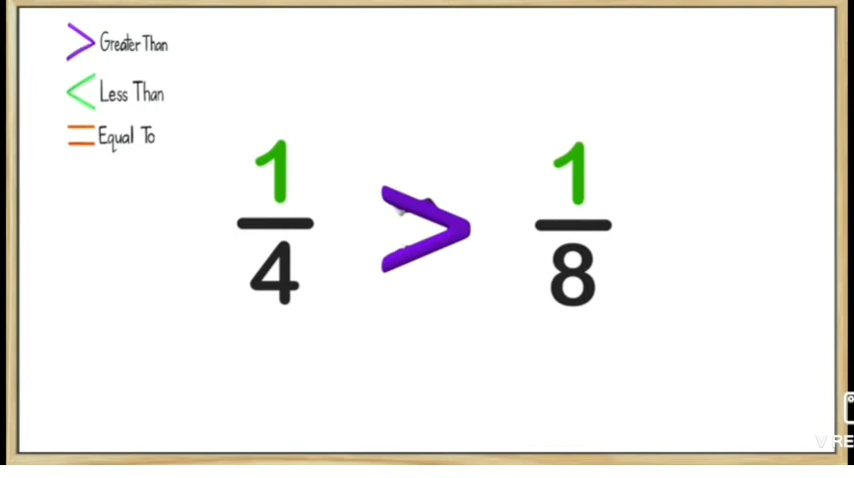 > Greater Than
< Less Than
= Equal To
1/4 > 1/8